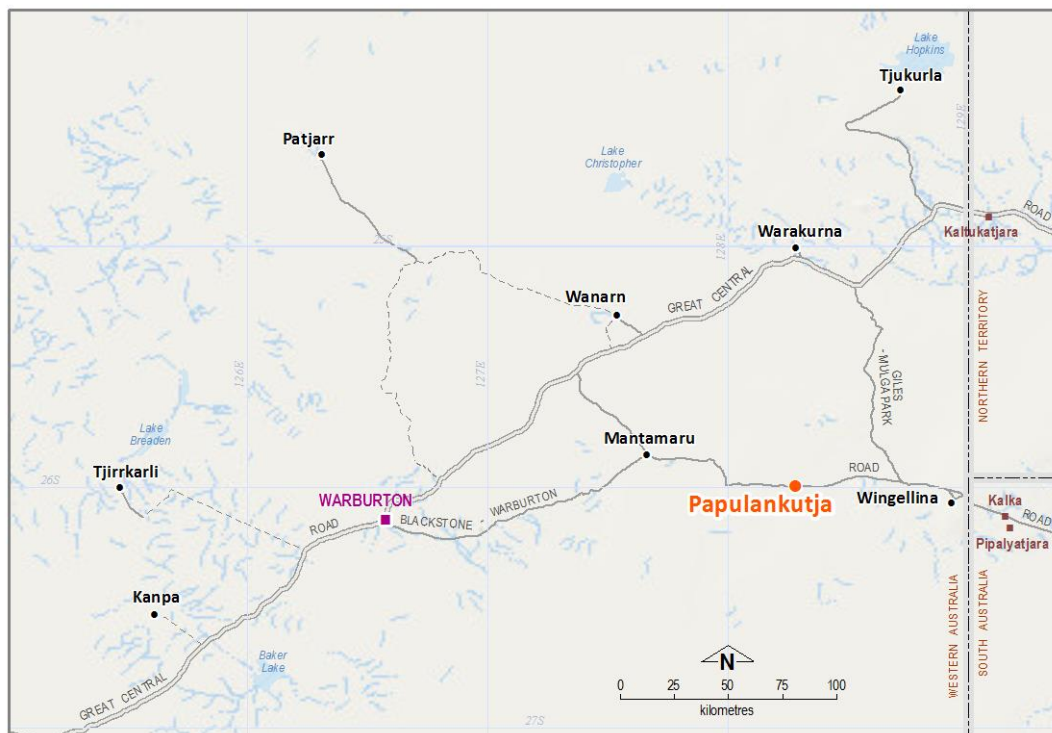 Lake
Hopkins
Tjukurla
129E
Patjarr
Lake
Christopher
ROAD
Kaltukatjara
25S
128E
Warakurna
GREAT CENTRAL
Wanarn
NORTHERN TERRITORY
GILES
- MULGA PARK
126E
127E
Lake
Breaden
Mantamaru
Tjirrkarli
26S
ROAD
WARBURTON
Papulankutja
Wingellina
Kalka
ROAD
Pipalyatjara
ROAD
BLACKSTONE - WARBURTON
Kanpa
WESTERN AUSTRALIA
SOUTH AUSTRALIA
Baker
Lake
GREAT CENTRAL
N
0 25 50 75 100
kilometres
27S